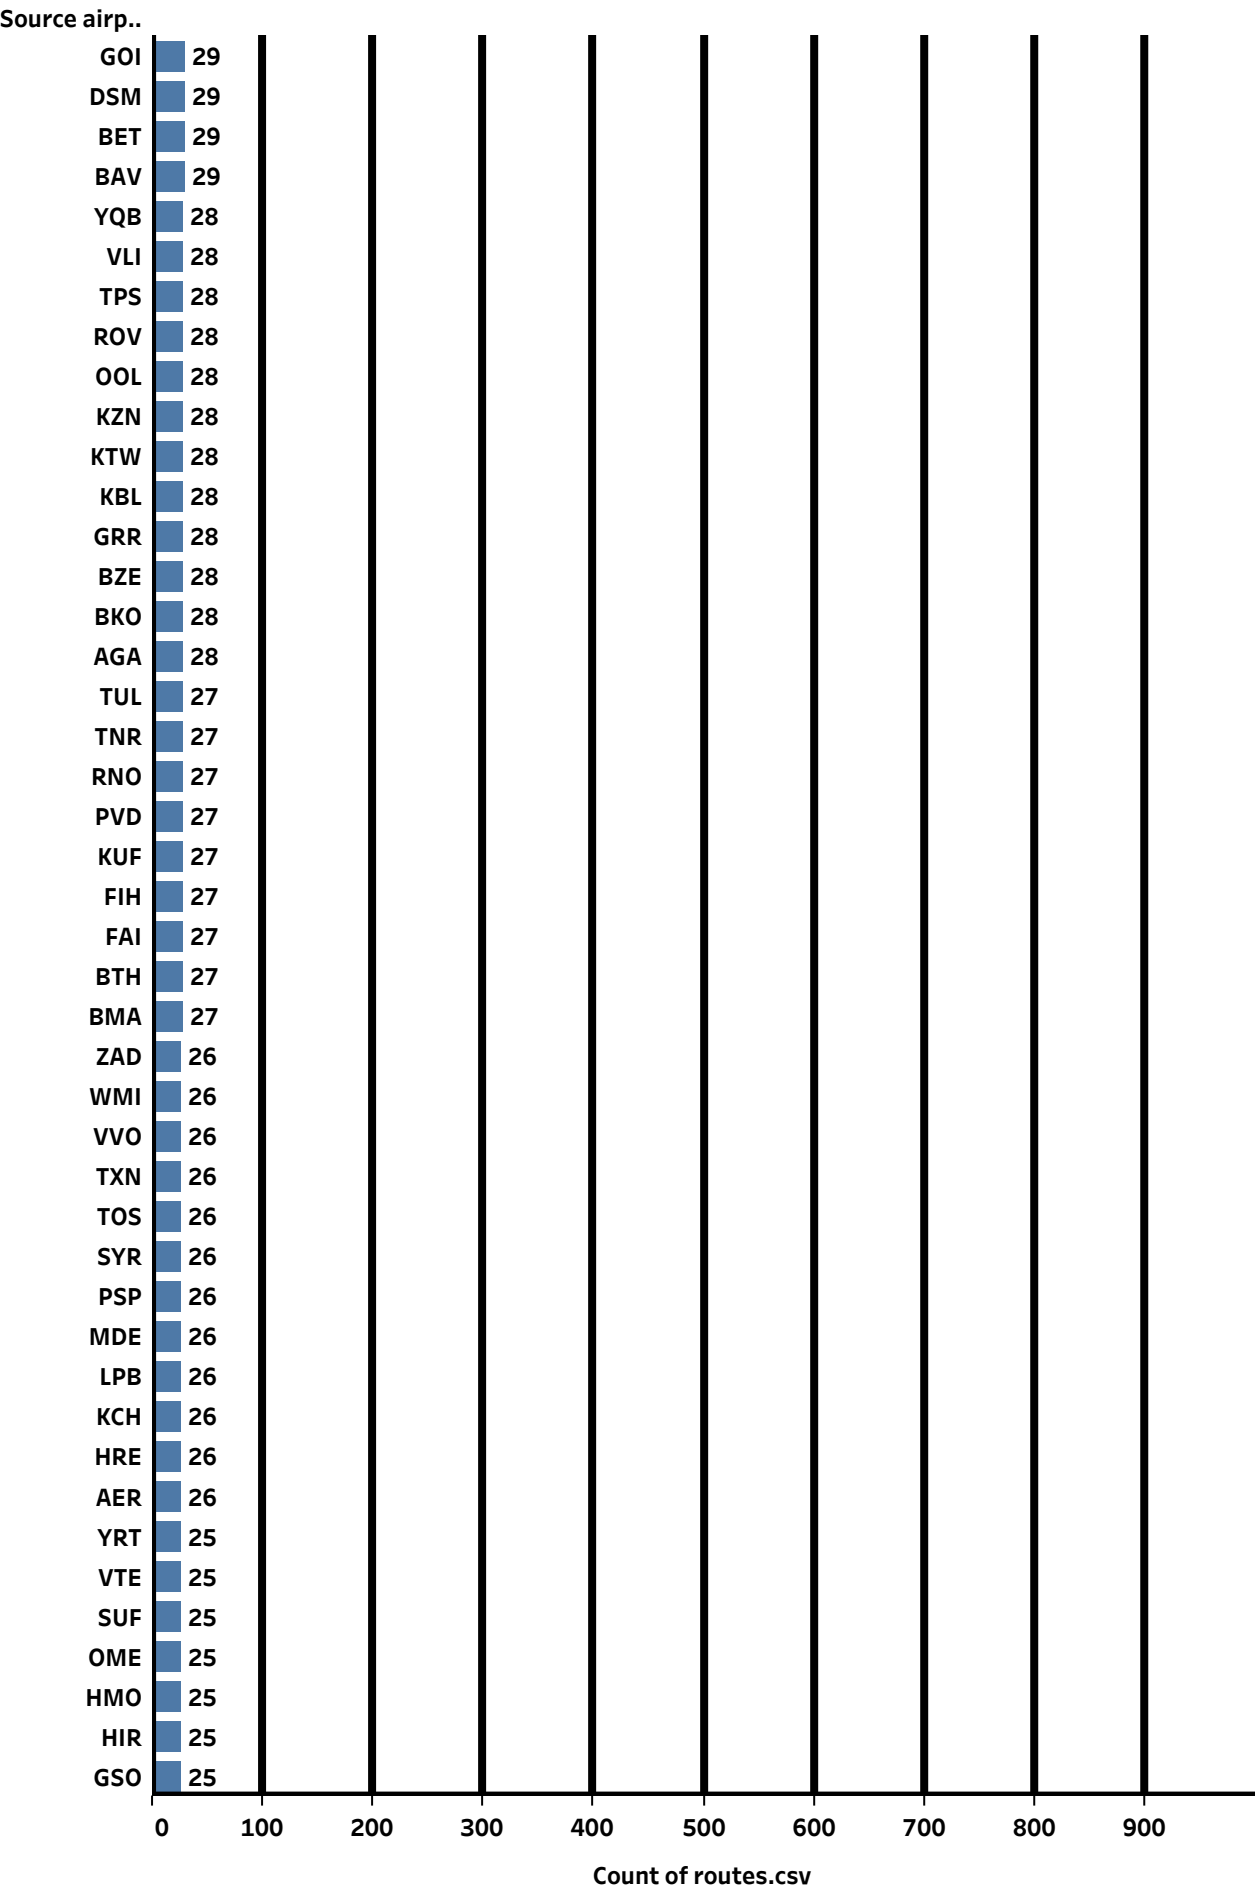 Source airp..
GOI 29
DSM 29
BET 29
BAV 29
YQB 28
VLI 28
TPS 28
ROV 28
OOL 28
KZN 28
KTW 28
KBL 28
GRR 28
BZE 28
BKO 28
AGA 28
TUL 27
TNR 27
RNO 27
PVD 27
KUF 27
FIH 27
FAI 27
BTH 27
BMA 27
ZAD 26
WMI 26
VVO 26
TXN 26
TOS 26
SYR 26
PSP 26
MDE 26
LPB 26
KCH 26
HRE 26
AER 26
YRT 25
VTE 25
SUF 25
OME 25
HMO 25
HIR 25
GSO 25
0 100 200 300 400 500 600 700 800 900
Count of routes.csv